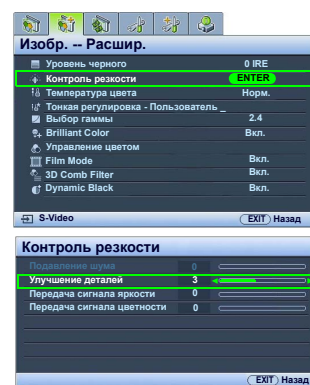 Изобр. -- Расшир.
Уровень черного 0 IRE
Контроль резкости ENTER
Температура цвета Норм.
Тонкая регулировка - Пользователь _
Выбор гаммы 2.4
Brilliant Color Вкл.
Управление цветом
Film Mode Вкл.
3D Comb Filter Вкл.
Dynamic Black Вкл.
S-Video EXIT Назад
Контроль резкости
Подавление шума 0
Улучшение деталей 3
Передача сигнала яркости 0
Передача сигнала цветности 0
EXIT Назад